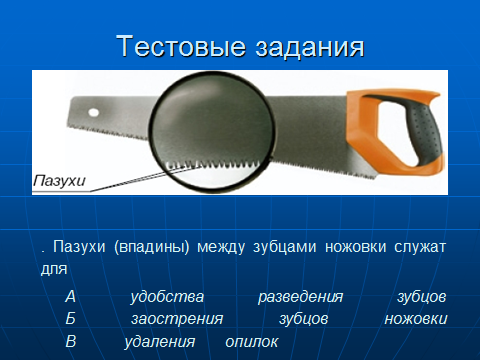 Тестовые задания
Пазухи
. Пазухи (впадины) между зубцами ножовки служат
для
А удобства разведения зубцов
Б заострения зубцов ножовки
В удаления опилок